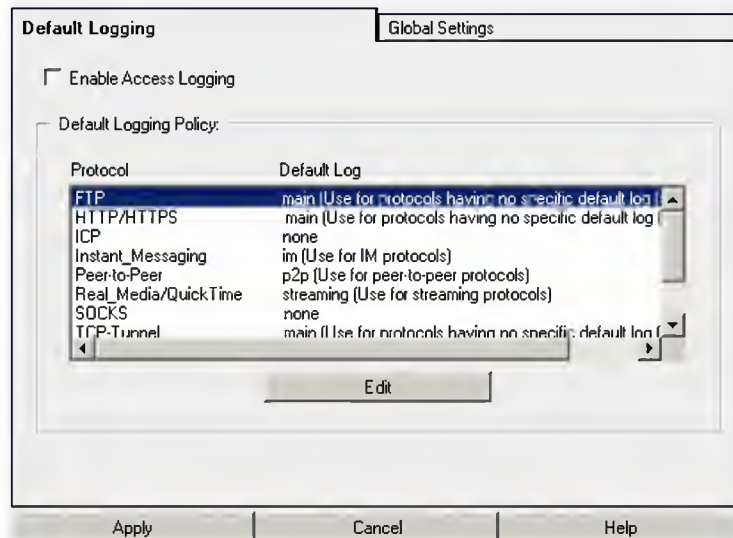 Default Logging
Global Settings
Enable Access Logging
Default Logging Policy:
Protocol Default Log
FTP main (Use for protocols having no specific default log
HTTP/HTTPS main (Use for protocols having no specific default log (
ICP none
Instant_Messaging im (Use for IM protocols)
Peer-to-Peer p2p (Use for peer-to-peer protocols)
Real_Media/QuickTime streaming (Use for streaming protocols)
SOCKS none
TCP-Tunnel main (Use for protocols having no specific default log (
Edit
Apply Cancel Help